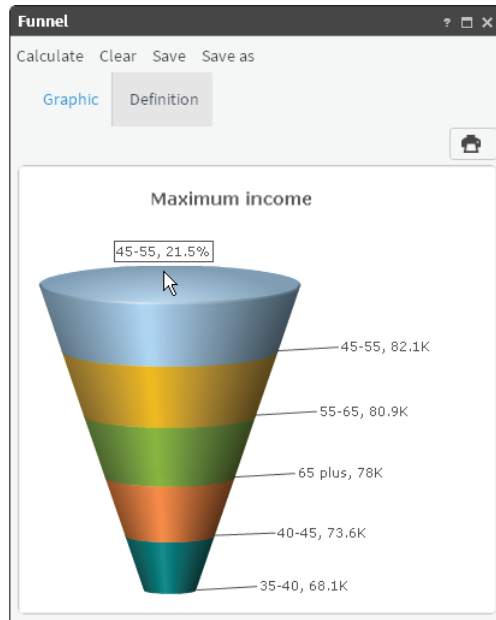 Funnel
Calculate Clear Save Save as
Graphic Definition
Maximum income
45-55, 21.5%
45-55, 82.1K
55-65, 80.9K
65 plus, 78K
40-45, 73.6K
35-40, 68.1K